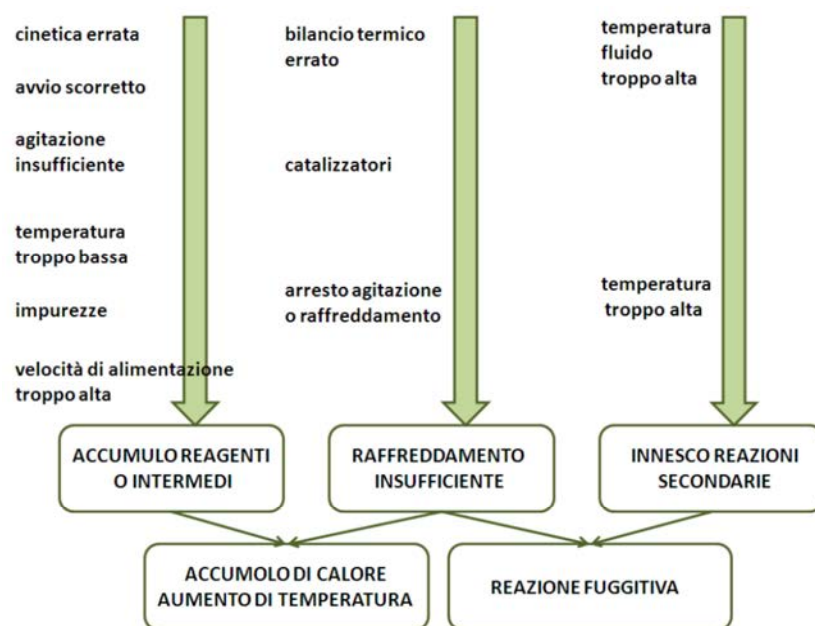 cinetica errata
avvio scorretto
agitazione
insufficiente
temperatura
troppo bassa
impurezze
velocità di alimentazione
troppo alta
bilancio termico
errato
catalizzatori
arresto agitazione
o raffreddamento
temperatura
fluido
troppo alta
temperatura
troppo alta
ACCUMULO REAGENTI
O INTERMEDI
RAFFREDDAMENTO
INSUFFICIENTE
INNESCO REAZIONI
SECONDARIE
ACCUMOLO DI CALORE
AUMENTO DI TEMPERATURA
REAZIONE FUGGITIVA